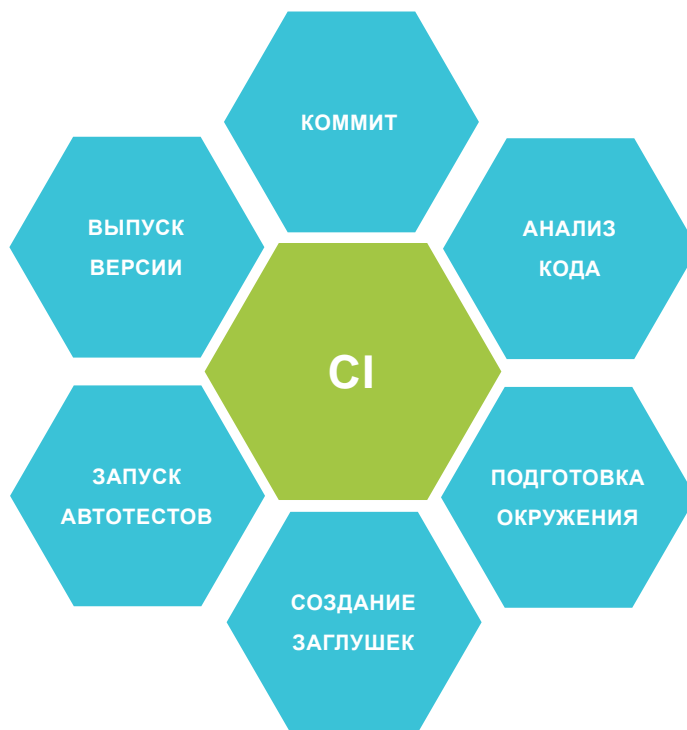 КОММИТ
АНАЛИЗ
КОДА
ПОДГОТОВКА
ОКРУЖЕНИЯ
СОЗДАНИЕ
ЗАГЛУШЕК
ЗАПУСК
АВТОТЕСТОВ
ВЫПУСК
ВЕРСИИ
CI